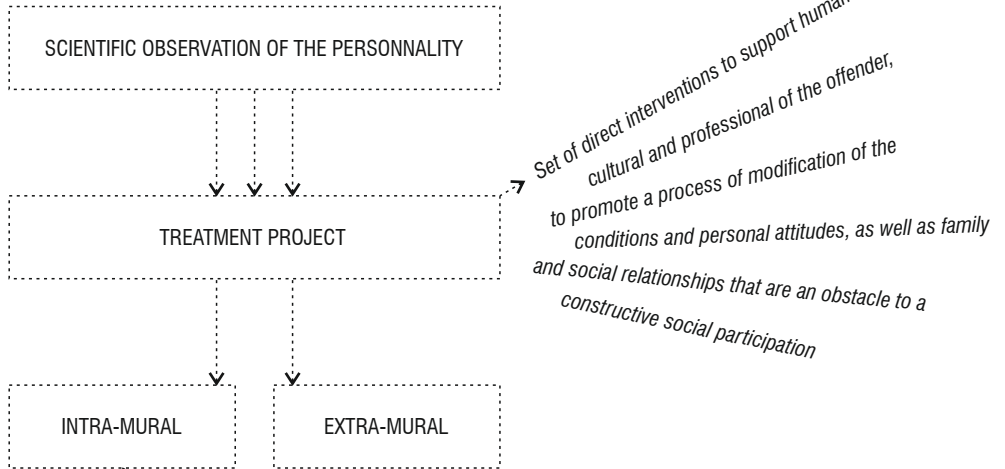 SCIENTIFIC OBSERVATION OF THE PERSONNALITY
Set of direct interventions to support human
cultural and professional of the offender,
to promote a process of modification of the
TREATMENT PROJECT
conditions and personal attitudes, as well as family
and social relationships that are an obstacle to a
constructive social participation
INTRA-MURAL
EXTRA-MURAL